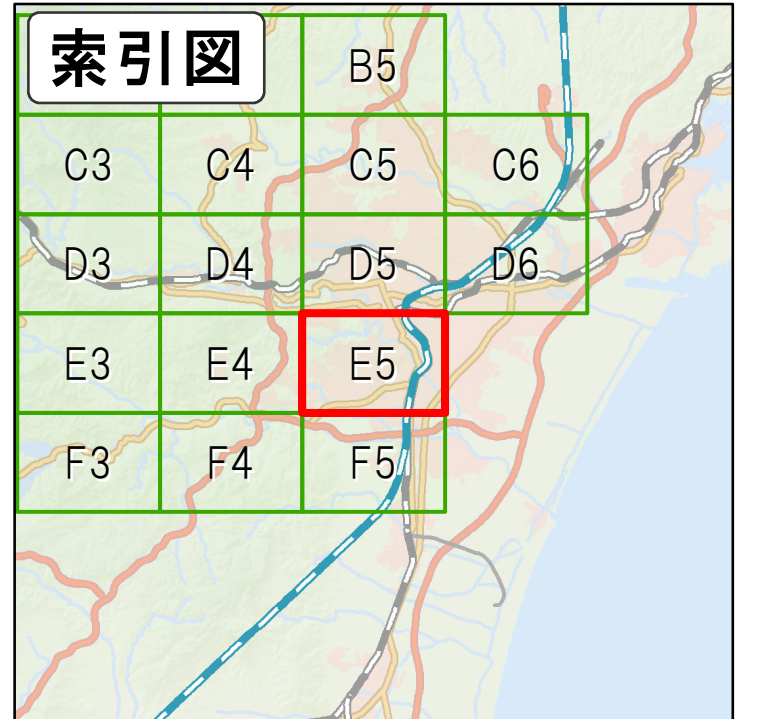 索引図
B5
C3 C4 C5 C6
D3 D4 D5 D6
E3 E4 E5
F3 F4 F5